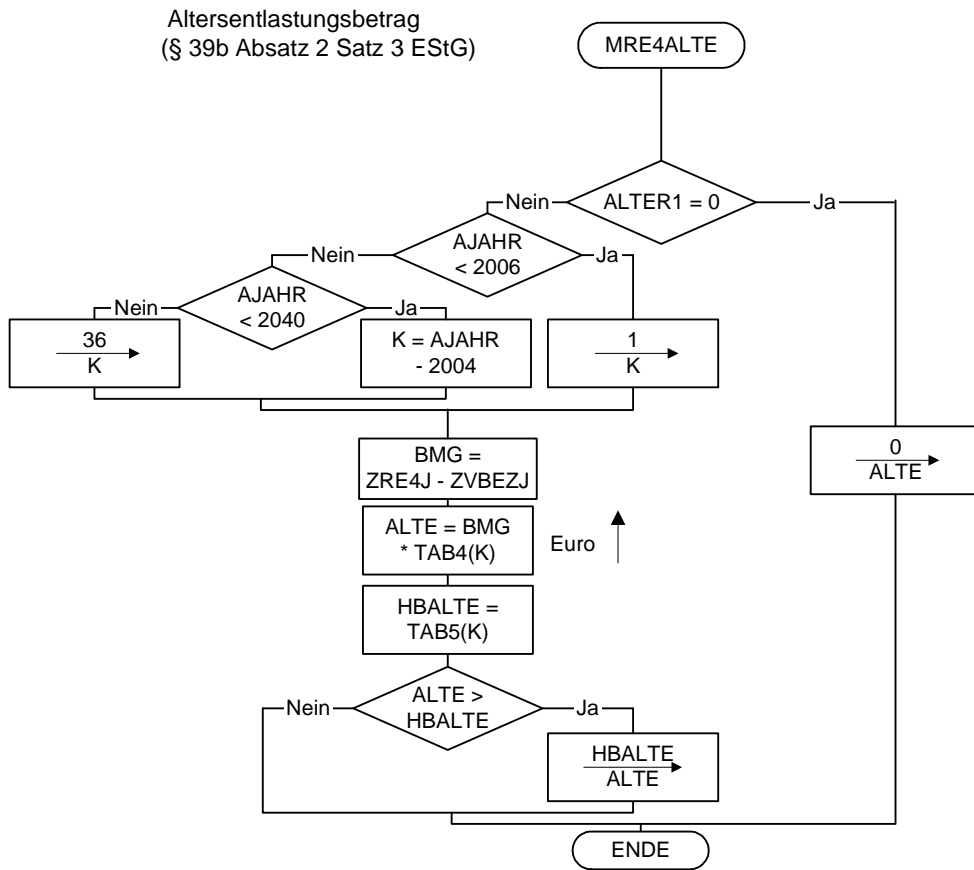 Altersentlastungsbetrag
(§ 39b Absatz 2 Satz 3 EStG)
MRE4ALTE
ALTER1 = 0
Nein
Ja
AJAHR
< 2006
Nein
Ja
AJAHR
< 2040
Nein
Ja
36
K
K = AJAHR
- 2004
1
K
BMG =
ZRE4J - ZVBEZJ
0
ALTE
ALTE = BMG
* TAB4(K)
Euro
HBALTE =
TAB5(K)
ALTE >
HBALTE
Nein
Ja
HBALTE
ALTE
ENDE